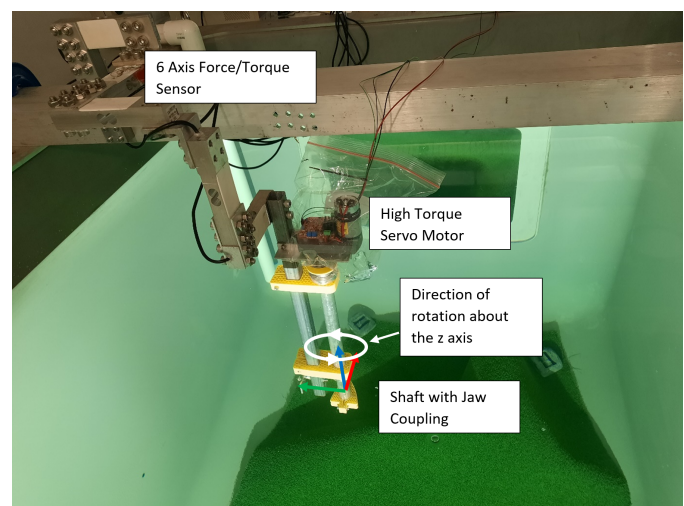 6 Axis Force/Torque
Sensor
High Torque
Servo Motor
Direction of
rotation about
the z axis
Shaft with Jaw
Coupling